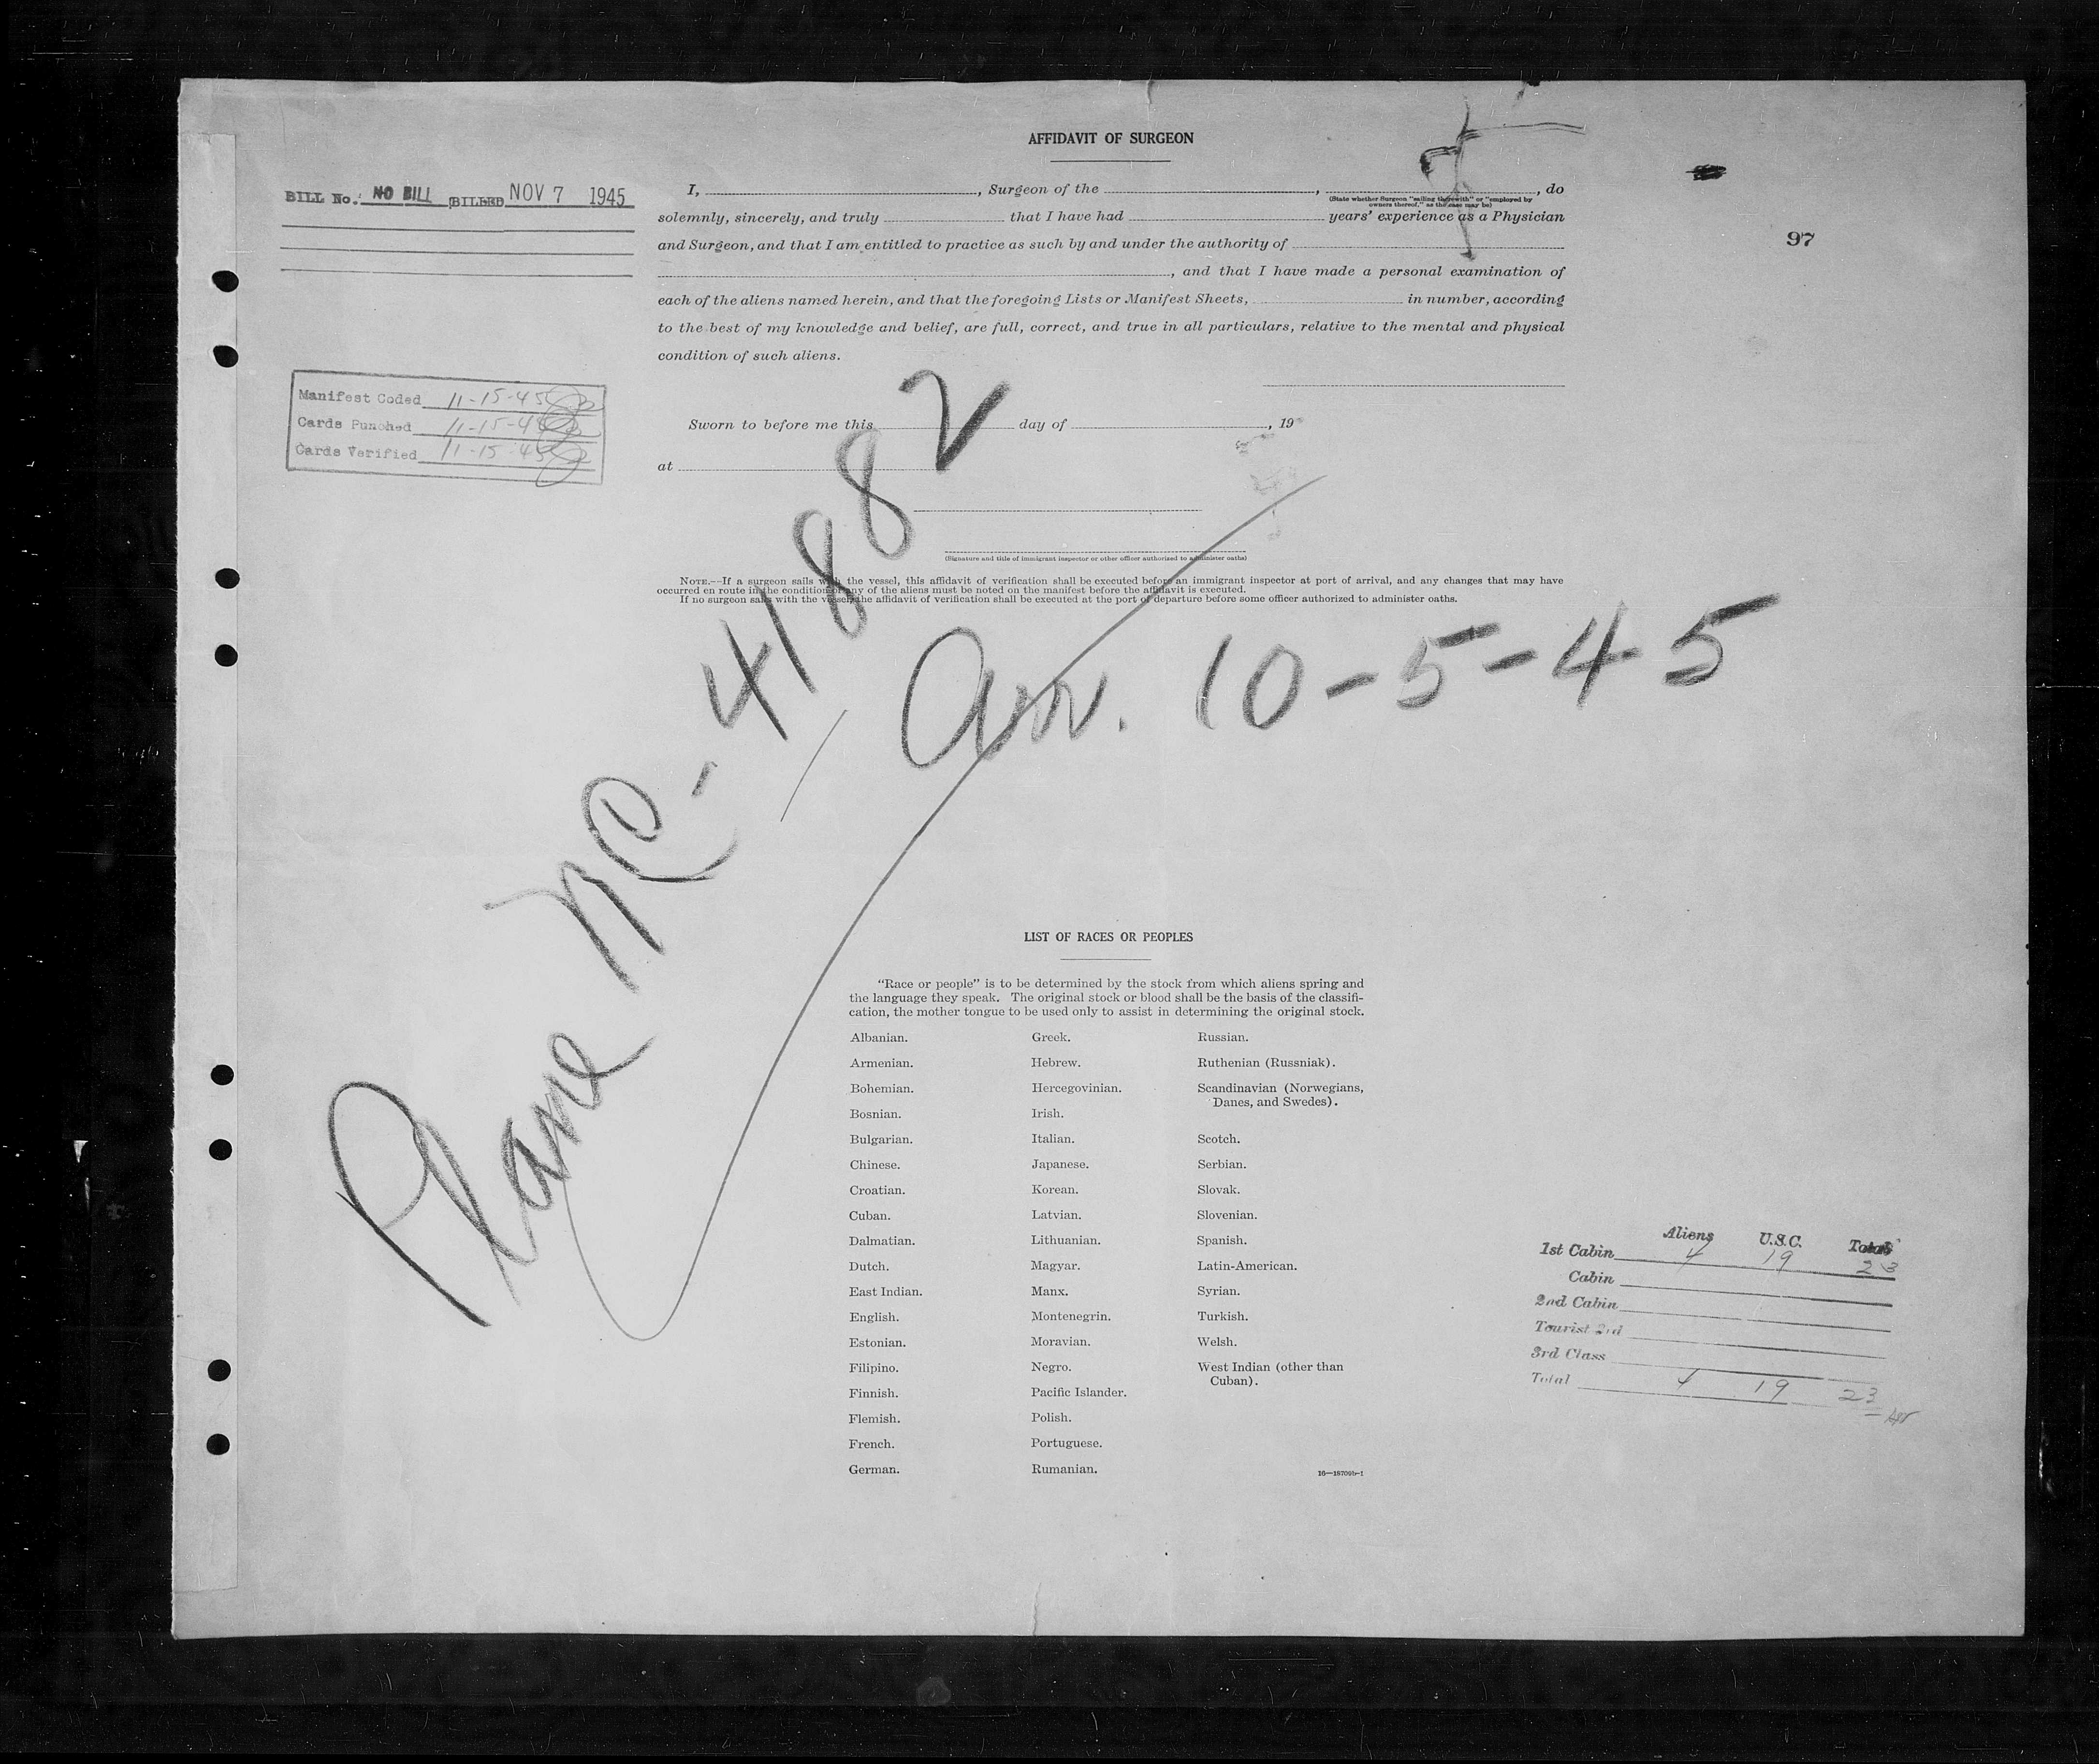 AFFIDAVIT OF SURGEON
BILL No. NO BILL BILLED NOV 7 1945
97
I, , Surgeon of the , , do
(State whether Surgeon "sailing therewith" or "employed by
owners thereof," as the case may be)
solemnly, sincerely, and truly that I have had years' experience as a Physician
and Surgeon, and that I am entitled to practice as such by and under the authority of
, and that I have made a personal examination of
each of the aliens named herein, and that the foregoing Lists or Manifest Sheets, in number, according
to the best of my knowledge and belief, are full, correct, and true in all particulars, relative to the mental and physical
condition of such aliens.
Manifest Coded 11-15-45
Cards Punched 11-15-45
Cards Verified 11-15-45
Sworn to before me this day of , 19
at
(Signature and title of immigrant inspector or other officer authorized to administer oaths)
NOTE.--If a surgeon sails with the vessel, this affidavit of verification shall be executed before an immigrant inspector at port of arrival, and any changes that may have
occurred en route in the condition of any of the aliens must be noted on the manifest before the affidavit is executed.
If no surgeon sails with the vessel, the affidavit of verification shall be executed at the port of departure before some officer authorized to administer oaths.
Plane NC-41882
Arr. 10-5-45
LIST OF RACES OR PEOPLES
"Race or people" is to be determined by the stock from which aliens spring and
the language they speak. The original stock or blood shall be the basis of the classifi-
cation, the mother tongue to be used only to assist in determining the original stock.
Albanian.
Armenian.
Bohemian.
Bosnian.
Bulgarian.
Chinese.
Croatian.
Cuban.
Dalmatian.
Dutch.
East Indian.
English.
Estonian.
Filipino.
Finnish.
Flemish.
French.
German.
Greek.
Hebrew.
Hercegovinian.
Irish.
Italian.
Japanese.
Korean.
Latvian.
Lithuanian.
Magyar.
Manx.
Montenegrin.
Moravian.
Negro.
Pacific Islander.
Polish.
Portuguese.
Rumanian.
Russian.
Ruthenian (Russniak).
Scandinavian (Norwegians,
Danes, and Swedes).
Scotch.
Serbian.
Slovak.
Slovenian.
Spanish.
Latin-American.
Syrian.
Turkish.
Welsh.
West Indian (other than
Cuban).
Aliens U.S.C. Total
1st Cabin 4 19 23
Cabin
2nd Cabin
Tourist 2nd
3rd Class
Total 4 19 23